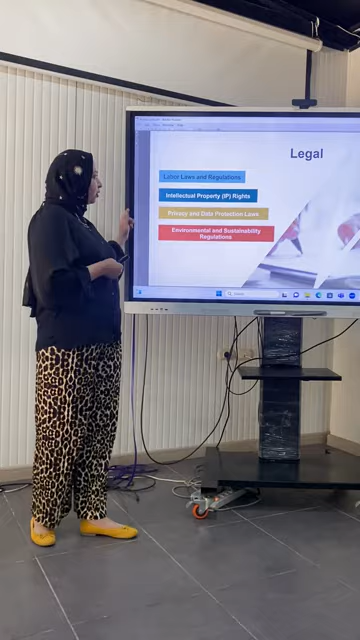 Legal
Labor Laws and Regulations
Intellectual Property (IP) Rights
Privacy and Data Protection Laws
Environmental and Sustainability
Regulations